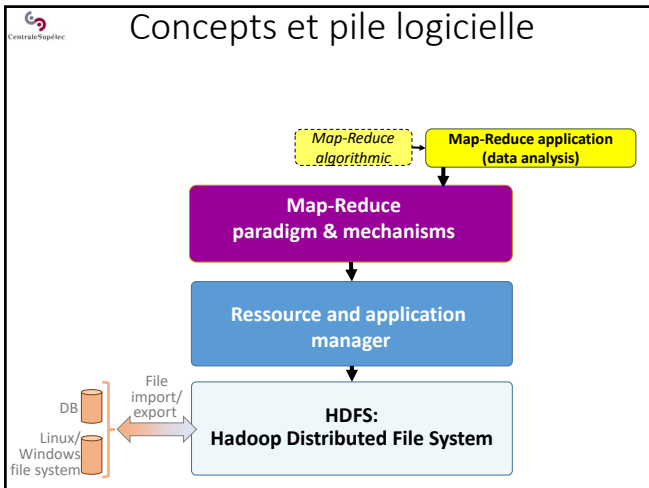 CentraleSupélec
Concepts et pile logicielle
Map-Reduce
algorithmic
Map-Reduce application
(data analysis)
Map-Reduce
paradigm & mechanisms
Ressource and application
manager
File
import/
export
DB
Linux/
Windows
file system
HDFS:
Hadoop Distributed File System